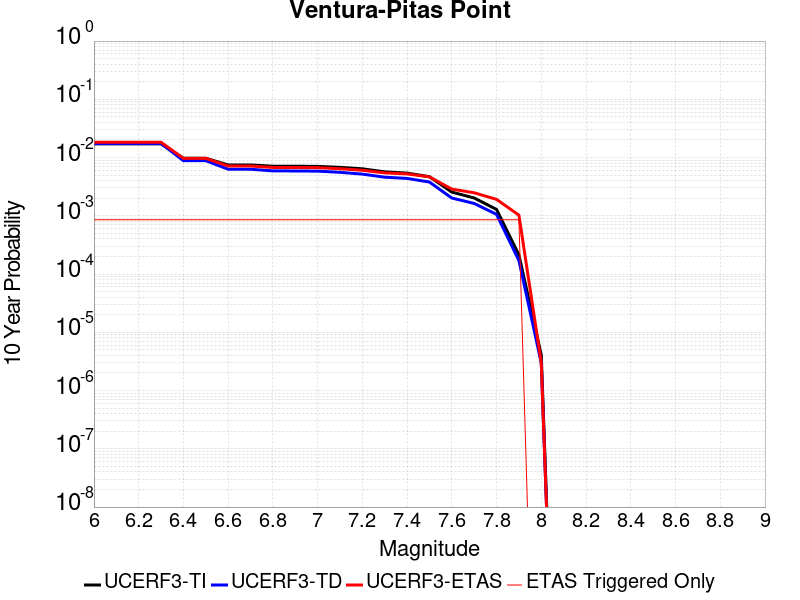 Ventura-Pitas Point
10^0
10^-1
10^-2
10^-3
10^-4
10^-5
10^-6
10^-7
10^-8
10 Year Probability
6 6.2 6.4 6.6 6.8 7 7.2 7.4 7.6 7.8 8 8.2 8.4 8.6 8.8 9
Magnitude
UCERF3-TI UCERF3-TD UCERF3-ETAS ETAS Triggered Only